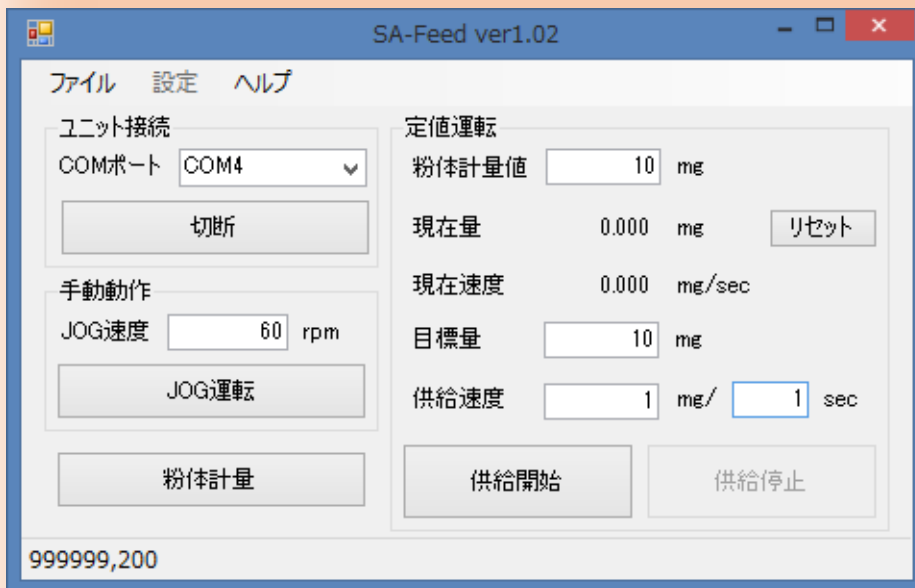 SA-Feed ver1.02
ファイル 設定 ヘルプ
ユニット接続
COMポート COM4
切断
手動動作
JOG速度 60 rpm
JOG運転
粉体計量
定値運転
粉体計量値 10 mg
現在量 0.000 mg リセット
現在速度 0.000 mg/sec
目標量 10 mg
供給速度 1 mg/ 1 sec
供給開始 供給停止
999999,200